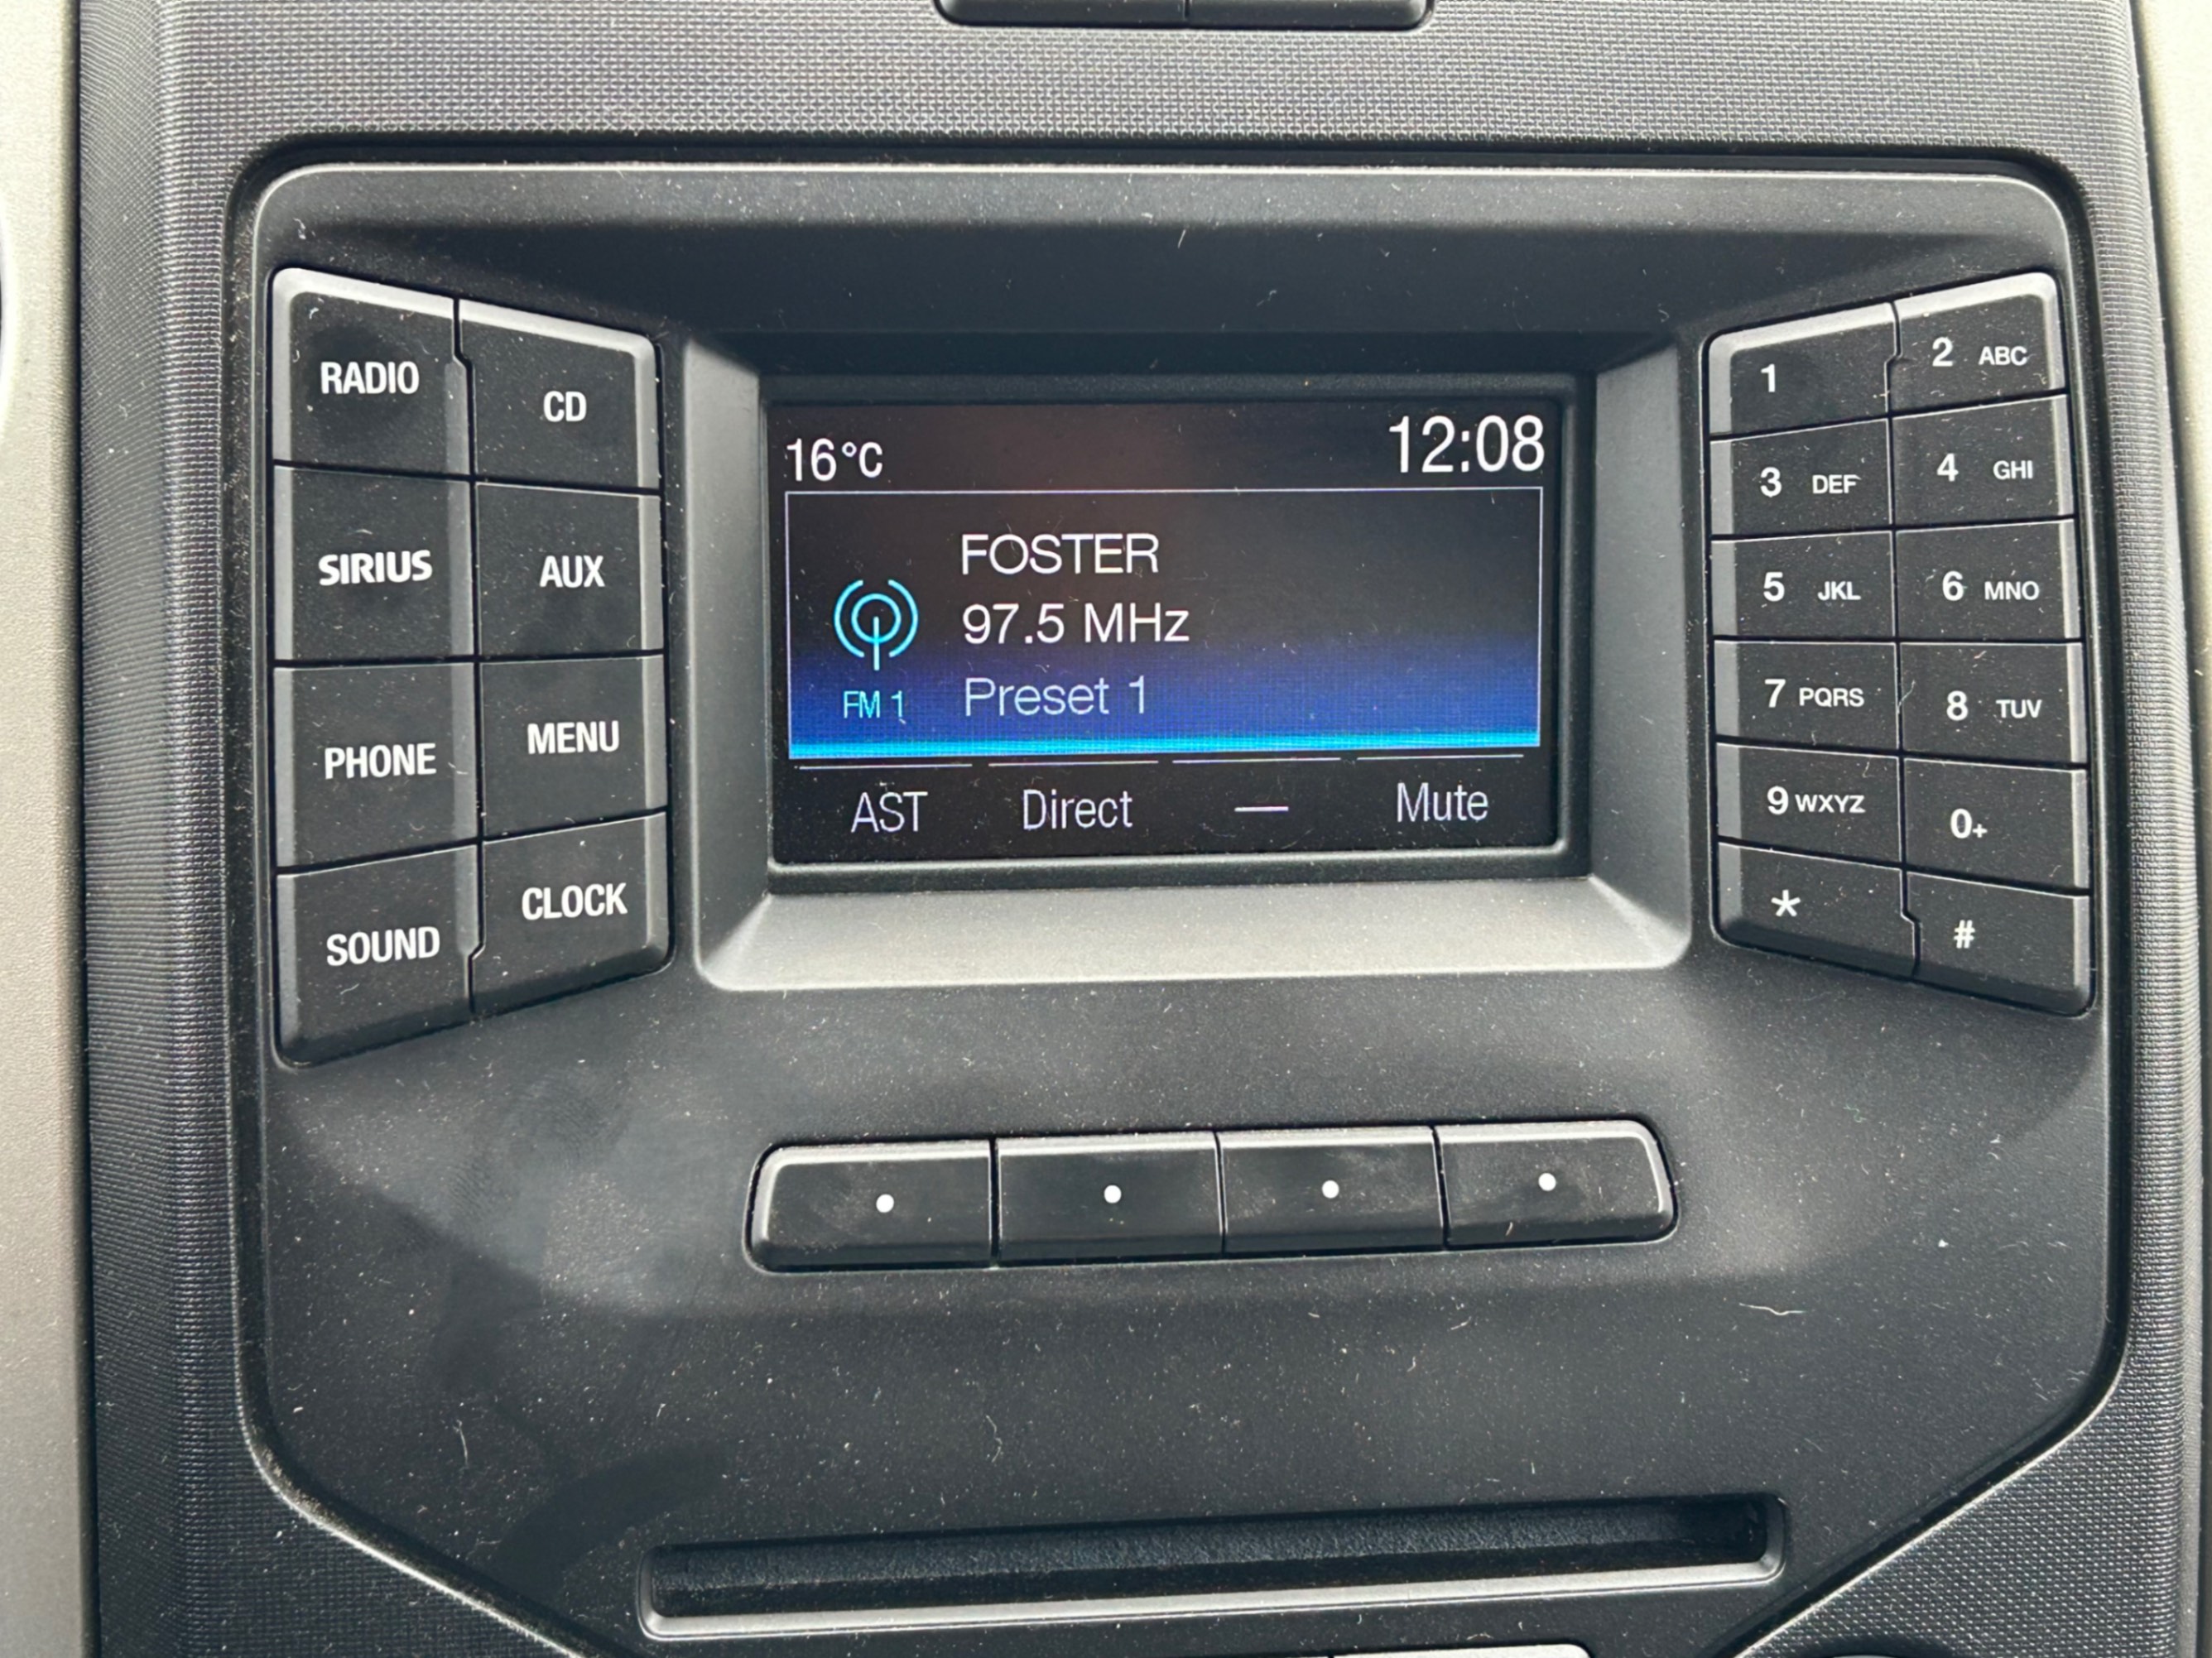 RADIO
CD
SIRIUS
AUX
PHONE
MENU
SOUND
CLOCK
16°C
12:08
FOSTER
97.5 MHz
FM 1
Preset 1
AST
Direct
—
Mute
1
2 ABC
3 DEF
4 GHI
5 JKL
6 MNO
7 PQRS
8 TUV
9 WXYZ
0+
*
#